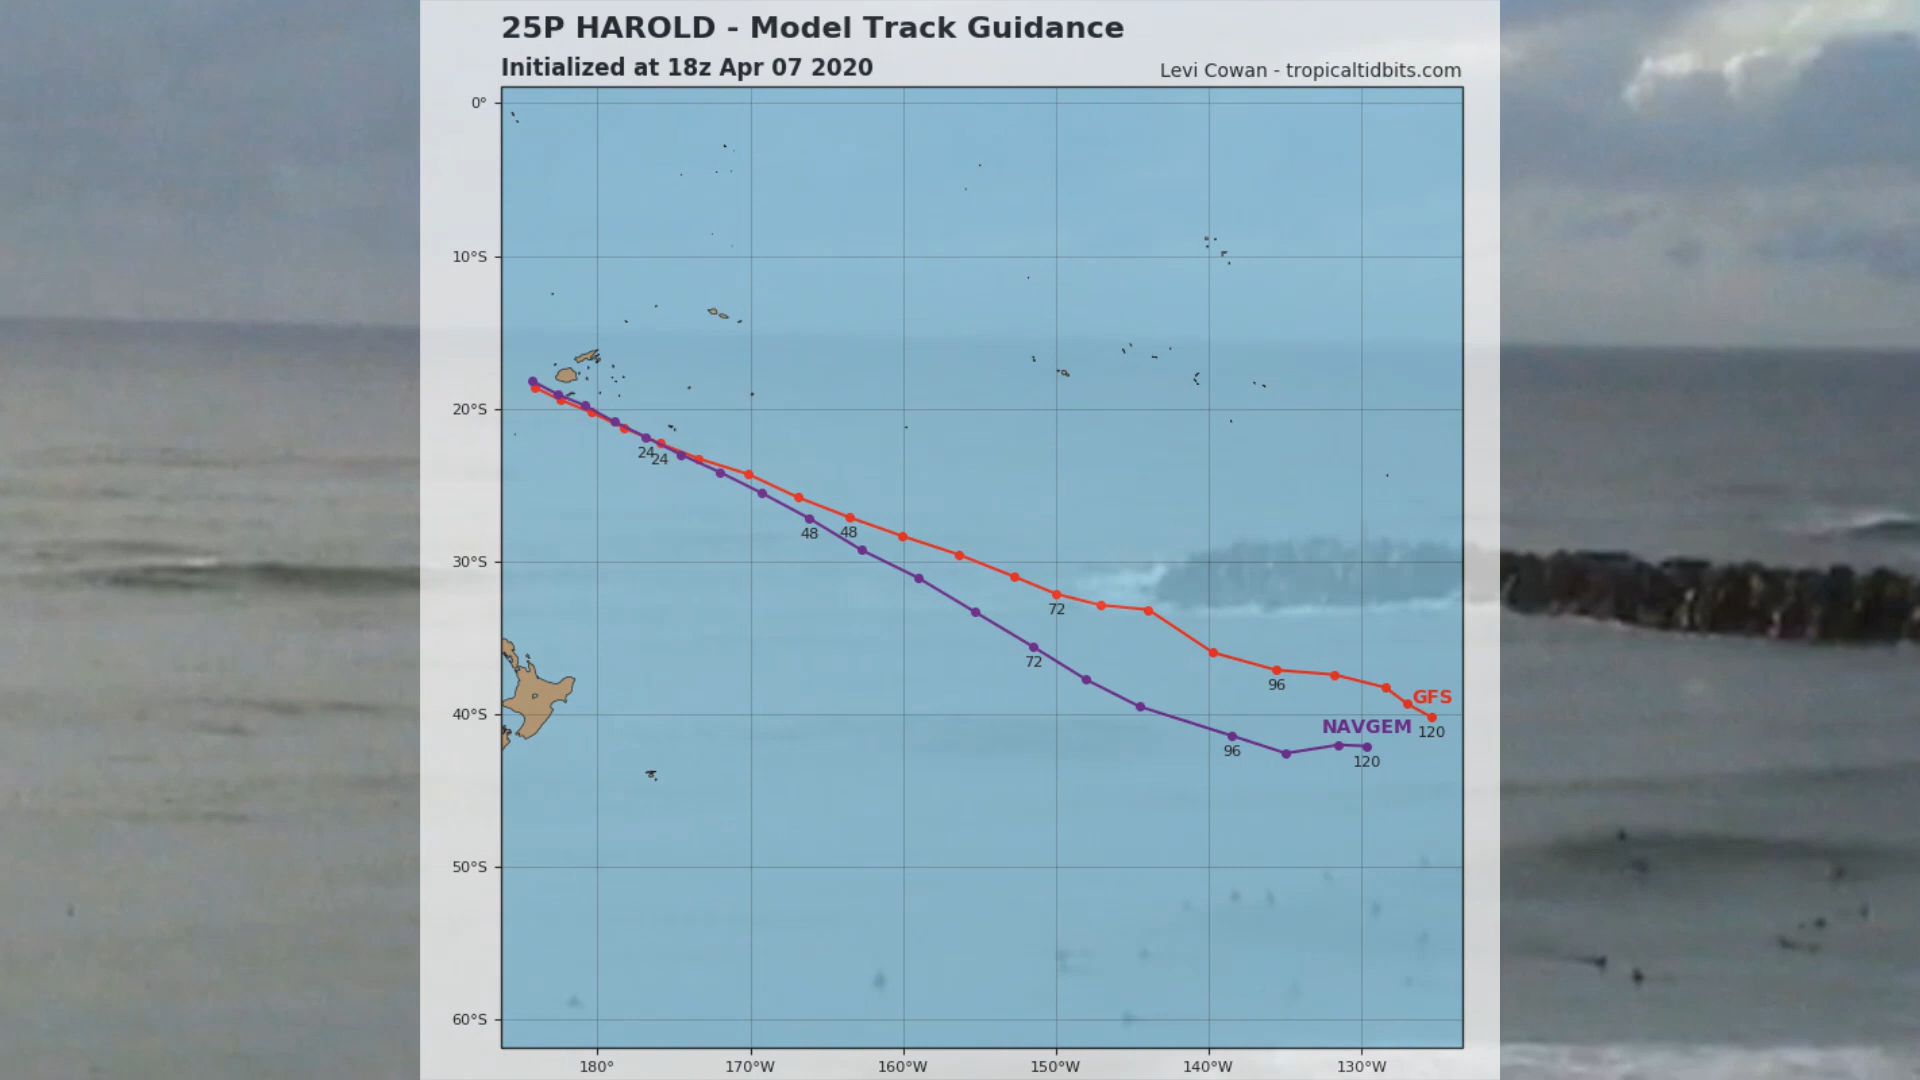 25P HAROLD - Model Track Guidance
Initialized at 18z Apr 07 2020
Levi Cowan - tropicaltidbits.com
0°
10°S
20°S
24
24
48
48
30°S
72
72
96
GFS
40°S
NAVGEM
120
96
120
50°S
60°S
180°
170°W
160°W
150°W
140°W
130°W